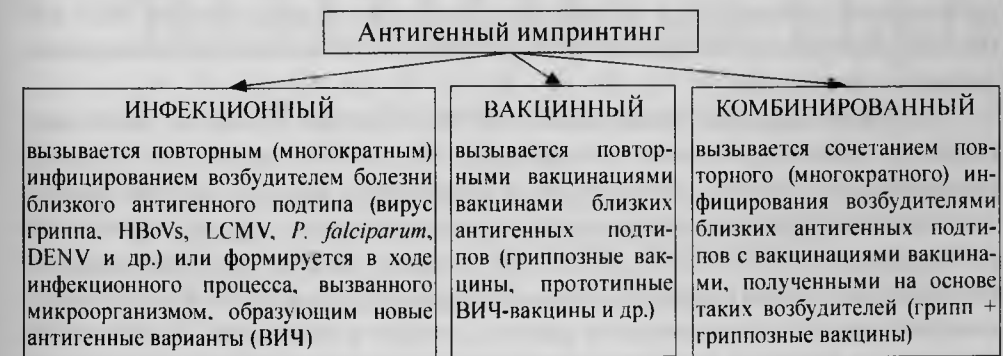 Антигенный импринтинг
ИНФЕКЦИОННЫЙ
вызывается повторным (многократным)
инфицированием возбудителем болезни
близкого антигенного подтипа (вирус
гриппа, HBoVs, LCMV, P. falciparum,
DENV и др.) или формируется в ходе
инфекционного процесса, вызванного
микроорганизмом, образующим новые
антигенные варианты (ВИЧ)
ВАКЦИННЫЙ
вызывается повтор-
ными вакцинациями
вакцинами близких
антигенных подти-
пов (гриппозные вак-
цины, прототипные
ВИЧ-вакцины и др.)
КОМБИНИРОВАННЫЙ
вызывается сочетанием пов-
торного (многократного) ин-
фицирования возбудителями
близких антигенных подти-
пов с вакцинациями вакцина-
ми, полученными на основе
таких возбудителей (грипп +
гриппозные вакцины)